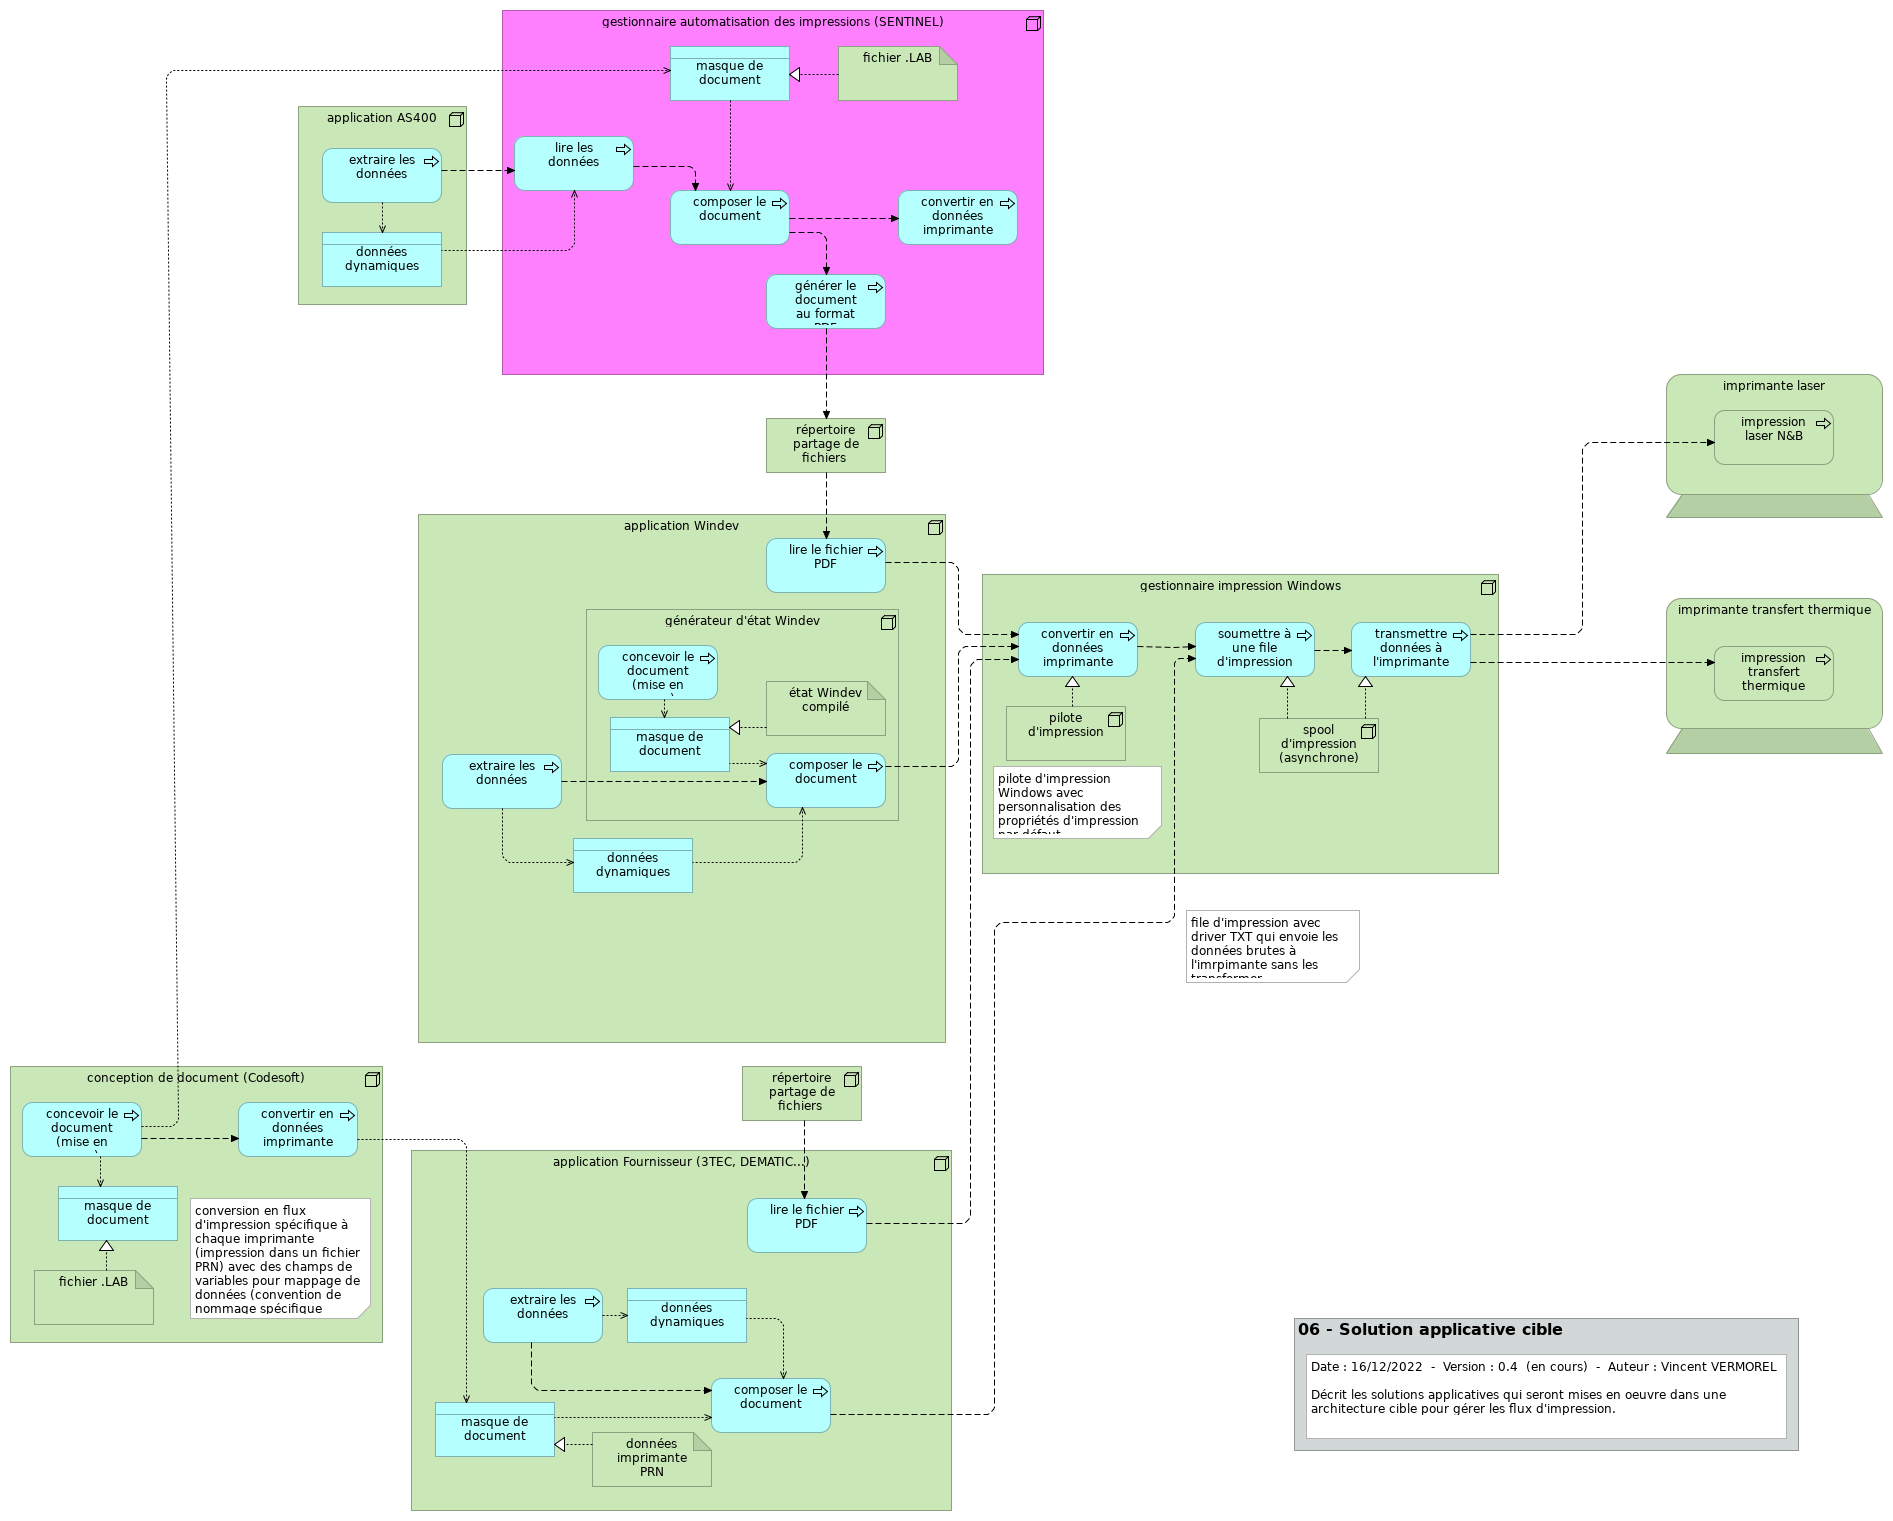 gestionnaire automatisation des impressions (SENTINEL)
masque de
document
fichier .LAB
application AS400
extraire les
données
données
dynamiques
lire les
données
composer le
document
convertir en
données
imprimante
générer le
document
au format
PDF
répertoire
partage de
fichiers
application Windev
lire le fichier
PDF
générateur d'état Windev
concevoir le
document
(mise en
état Windev
compilé
masque de
document
extraire les
données
composer le
document
données
dynamiques
gestionnaire impression Windows
convertir en
données
imprimante
soumettre à
une file
d'impression
transmettre
données à
l'imprimante
pilote
d'impression
spool
d'impression
(asynchrone)
pilote d'impression
Windows avec
personnalisation des
propriétés d'impression
par défaut
file d'impression avec
driver TXT qui envoie les
données brutes à
l'imrpimante sans les
transformer
imprimante laser
impression
laser N&B
imprimante transfert thermique
impression
transfert
thermique
conception de document (Codesoft)
concevoir le
document
(mise en
convertir en
données
imprimante
masque de
document
fichier .LAB
conversion en flux
d'impression spécifique à
chaque imprimante
(impression dans un fichier
PRN) avec des champs de
variables pour mappage de
données (convention de
nommage spécifique
répertoire
partage de
fichiers
application Fournisseur (3TEC, DEMATIC...)
lire le fichier
PDF
extraire les
données
données
dynamiques
composer le
document
masque de
document
données
imprimante
PRN
06 - Solution applicative cible
Date : 16/12/2022  -  Version : 0.4  (en cours)  -  Auteur : Vincent VERMOREL
Décrit les solutions applicatives qui seront mises en oeuvre dans une
architecture cible pour gérer les flux d'impression.